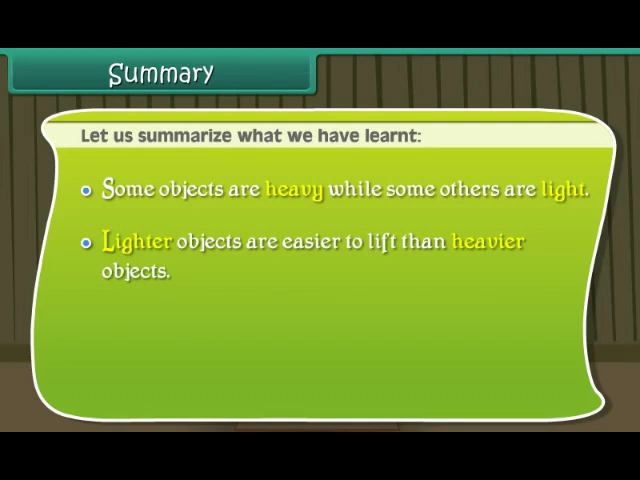 Summary
Let us summarize what we have learnt:
Some objects are heavy while some others are light.
Lighter objects are easier to lift than heavier
objects.